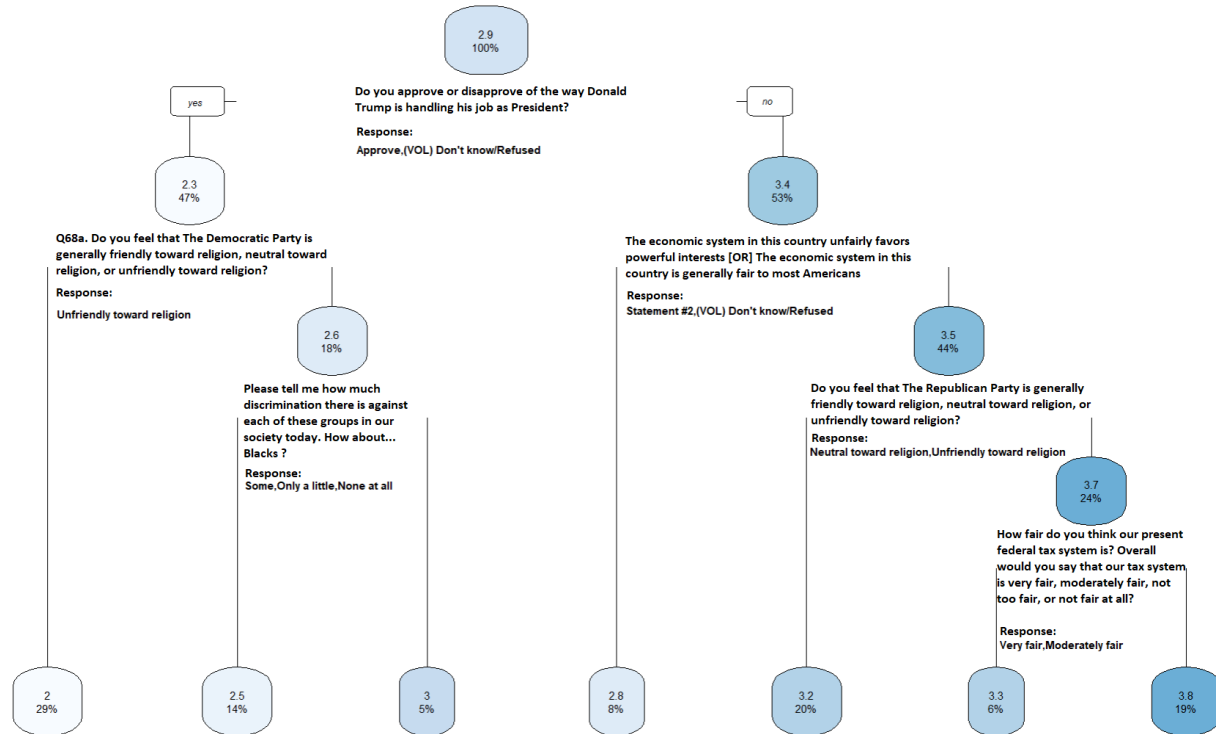 2.9
100%
Do you approve or disapprove of the way Donald
Trump is handling his job as President?
Response:
Approve,(VOL) Don't know/Refused
yes
no
2.3
47%
3.4
53%
Q68a. Do you feel that The Democratic Party is
generally friendly toward religion, neutral toward
religion, or unfriendly toward religion?
Response:
Unfriendly toward religion
The economic system in this country unfairly favors
powerful interests [OR] The economic system in this
country is generally fair to most Americans
Response:
Statement #2,(VOL) Don't know/Refused
2.6
18%
3.5
44%
Please tell me how much
discrimination there is against
each of these groups in our
society today. How about...
Blacks ?
Response:
Some,Only a little,None at all
Do you feel that The Republican Party is generally
friendly toward religion, neutral toward religion, or
unfriendly toward religion?
Response:
Neutral toward religion,Unfriendly toward religion
3.7
24%
How fair do you think our present
federal tax system is? Overall
would you say that our tax system
is very fair, moderately fair, not
too fair, or not fair at all?
Response:
Very fair,Moderately fair
2
29%
2.5
14%
3
5%
2.8
8%
3.2
20%
3.3
6%
3.8
19%